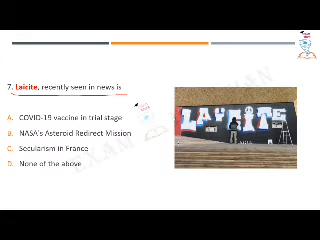 7. Laicite, recently seen in news is
A. COVID-19 vaccine in trial stage
B. NASA's Asteroid Redirect Mission
C. Secularism in France
D. None of the above